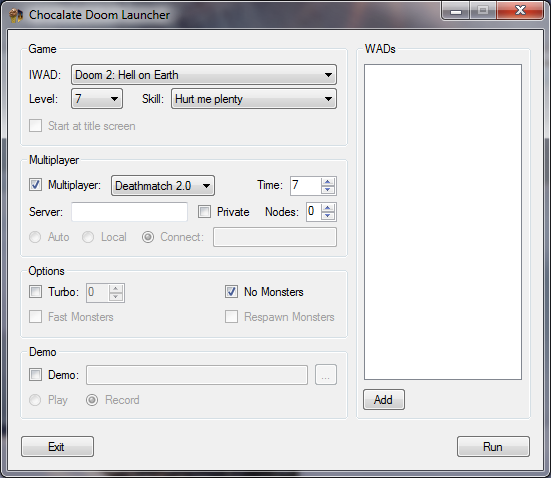 Chocalate Doom Launcher
Game
IWAD: Doom 2: Hell on Earth
Level: 7 Skill: Hurt me plenty
Start at title screen
Multiplayer
Multiplayer: Deathmatch 2.0 Time: 7
Server: Private Nodes: 0
Auto Local Connect:
Options
Turbo: 0 No Monsters
Fast Monsters Respawn Monsters
Demo
Demo: ...
Play Record
Exit
WADs
Add
Run